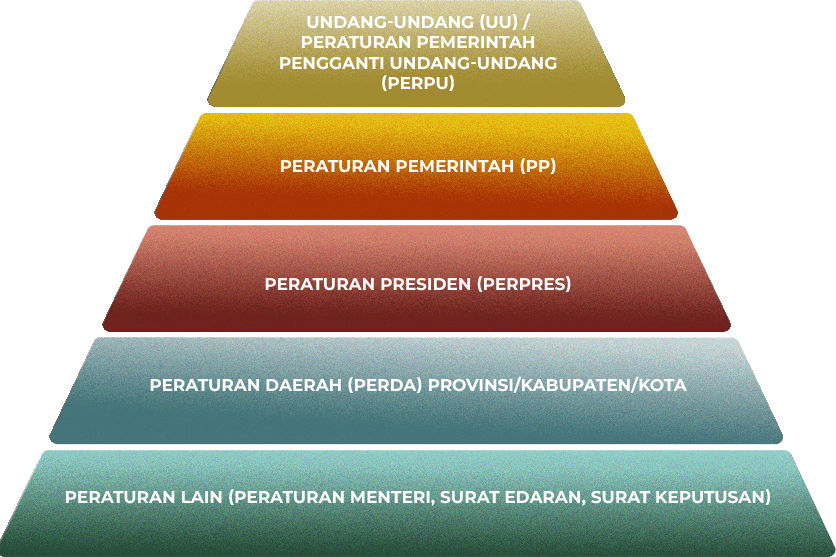 UNDANG-UNDANG (UU) /
PERATURAN PEMERINTAH
PENGGANTI UNDANG-UNDANG
(PERPU)
PERATURAN PEMERINTAH (PP)
PERATURAN PRESIDEN (PERPRES)
PERATURAN DAERAH (PERDA) PROVINSI/KABUPATEN/KOTA
PERATURAN LAIN (PERATURAN MENTERI, SURAT EDARAN, SURAT KEPUTUSAN)